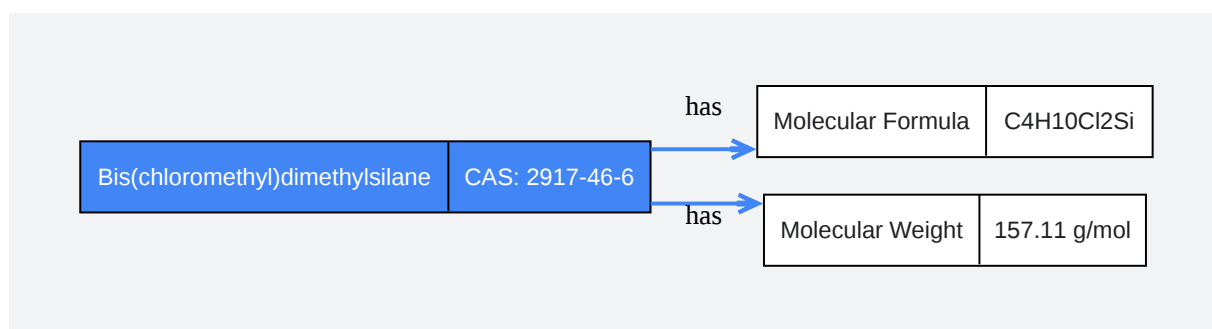 has
Molecular Formula C4H10Cl2Si
Bis(chloromethyl)dimethylsilane CAS: 2917-46-6
has
Molecular Weight 157.11 g/mol